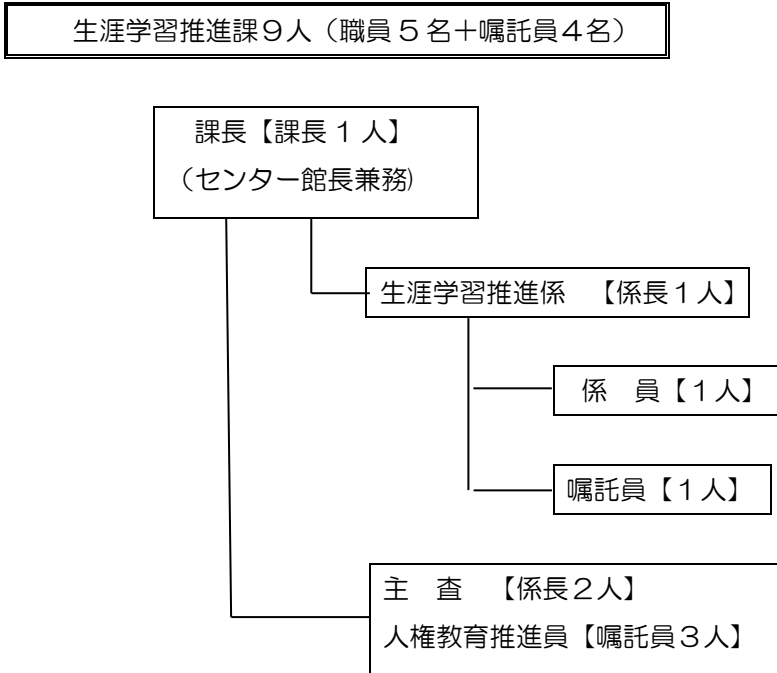 生涯学習推進課9人（職員５名＋嘱託員４名）
課長【課長１人】
（センター館長兼務)
生涯学習推進係　【係長１人】
係　員【１人】
嘱託員【１人】
主　査　【係長２人】
人権教育推進員【嘱託員３人】